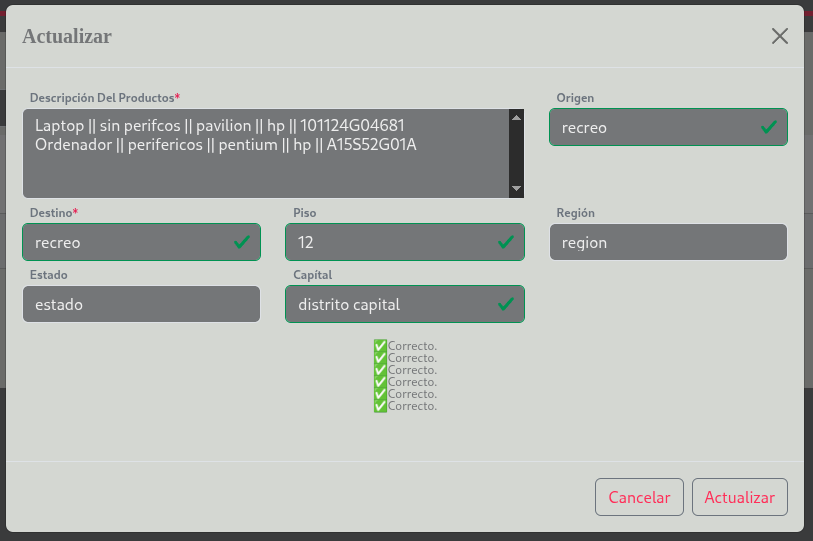 Actualizar
Descripción Del Productos*
Origen
Laptop || sin perifcos || pavilion || hp || 101124G04681
Ordenador || perifericos || pentium || hp || A15S52G01A
recreo
Destino*
Piso
Región
recreo
12
region
Estado
Capítal
estado
distrito capital
✅Correcto.
✅Correcto.
✅Correcto.
✅Correcto.
✅Correcto.
✅Correcto.
Cancelar
Actualizar